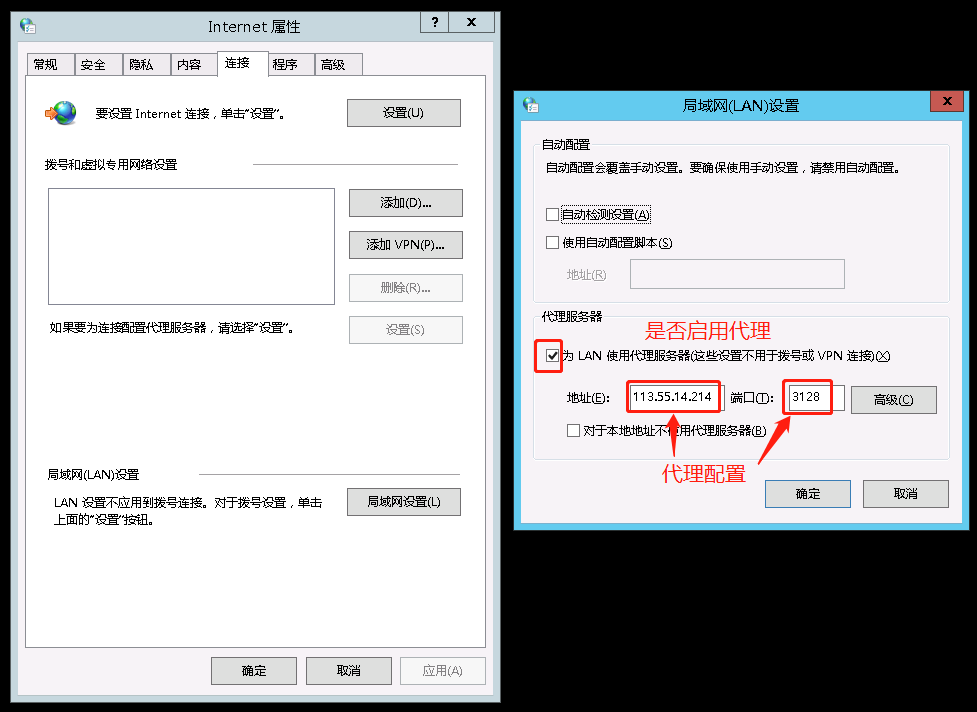 Internet 属性
?
x
常规
安全
隐私
内容
连接
程序
高级
要设置 Internet 连接，单击“设置”。
设置(U)
拨号和虚拟专用网络设置
添加(D)...
添加 VPN(P)...
删除(R)...
如果要为连接配置代理服务器，请选择“设置”。
设置(S)
局域网(LAN)设置
LAN 设置不应用到拨号连接。对于拨号设置，单击
上面的“设置”按钮。
局域网设置(L)
确定
取消
应用(A)
局域网(LAN)设置
x
自动配置
自动配置会覆盖手动设置。要确保使用手动设置，请禁用自动配置。
自动检测设置(A)
使用自动配置脚本(S)
地址(R)
代理服务器
是否启用代理
为 LAN 使用代理服务器(这些设置不用于拨号或 VPN 连接)(X)
地址(E):
113.55.14.214
端口(T):
3128
高级(C)
对于本地地址不使用代理服务器(B)
代理配置
确定
取消